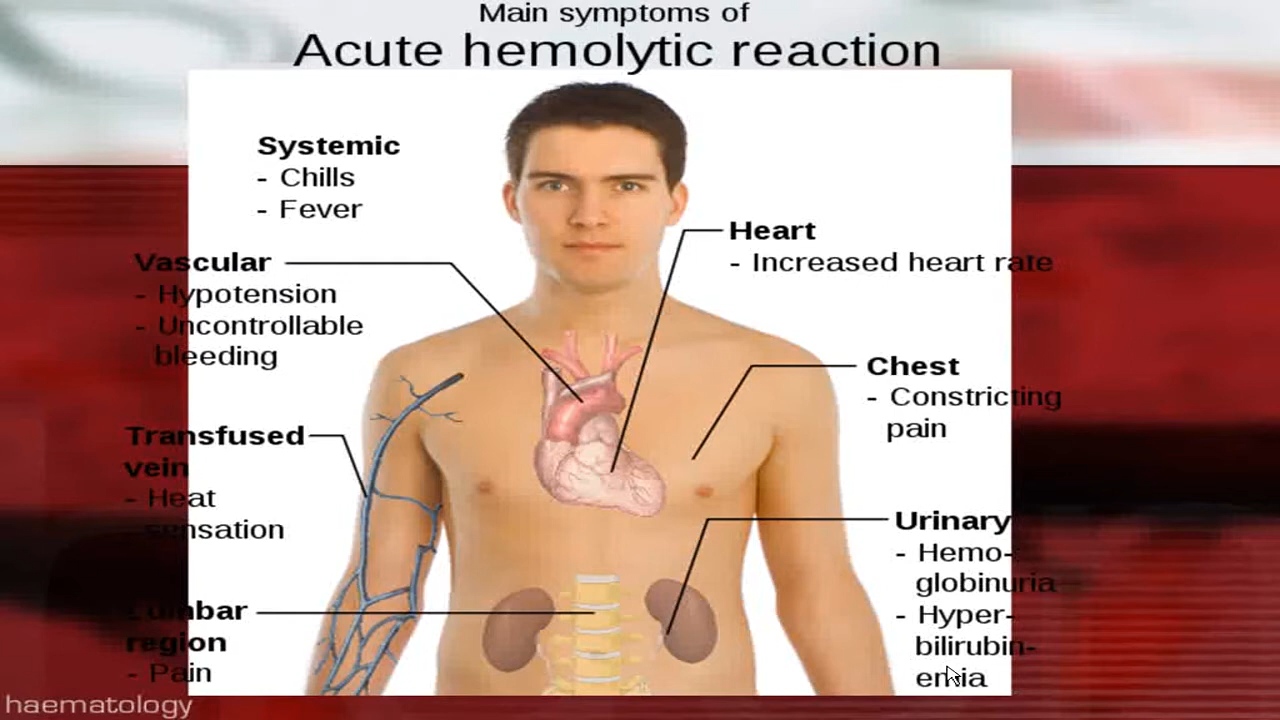 Main symptoms of
Acute hemolytic reaction
Systemic
- Chills
- Fever
Vascular
- Hypotension
- Uncontrollable
bleeding
Transfused
vein
- Heat
sensation
Lumbar
region
- Pain
Heart
- Increased heart rate
Chest
- Constricting
pain
Urinary
- Hemo-
globinuria
- Hyper-
bilirubin-
emia
haematology